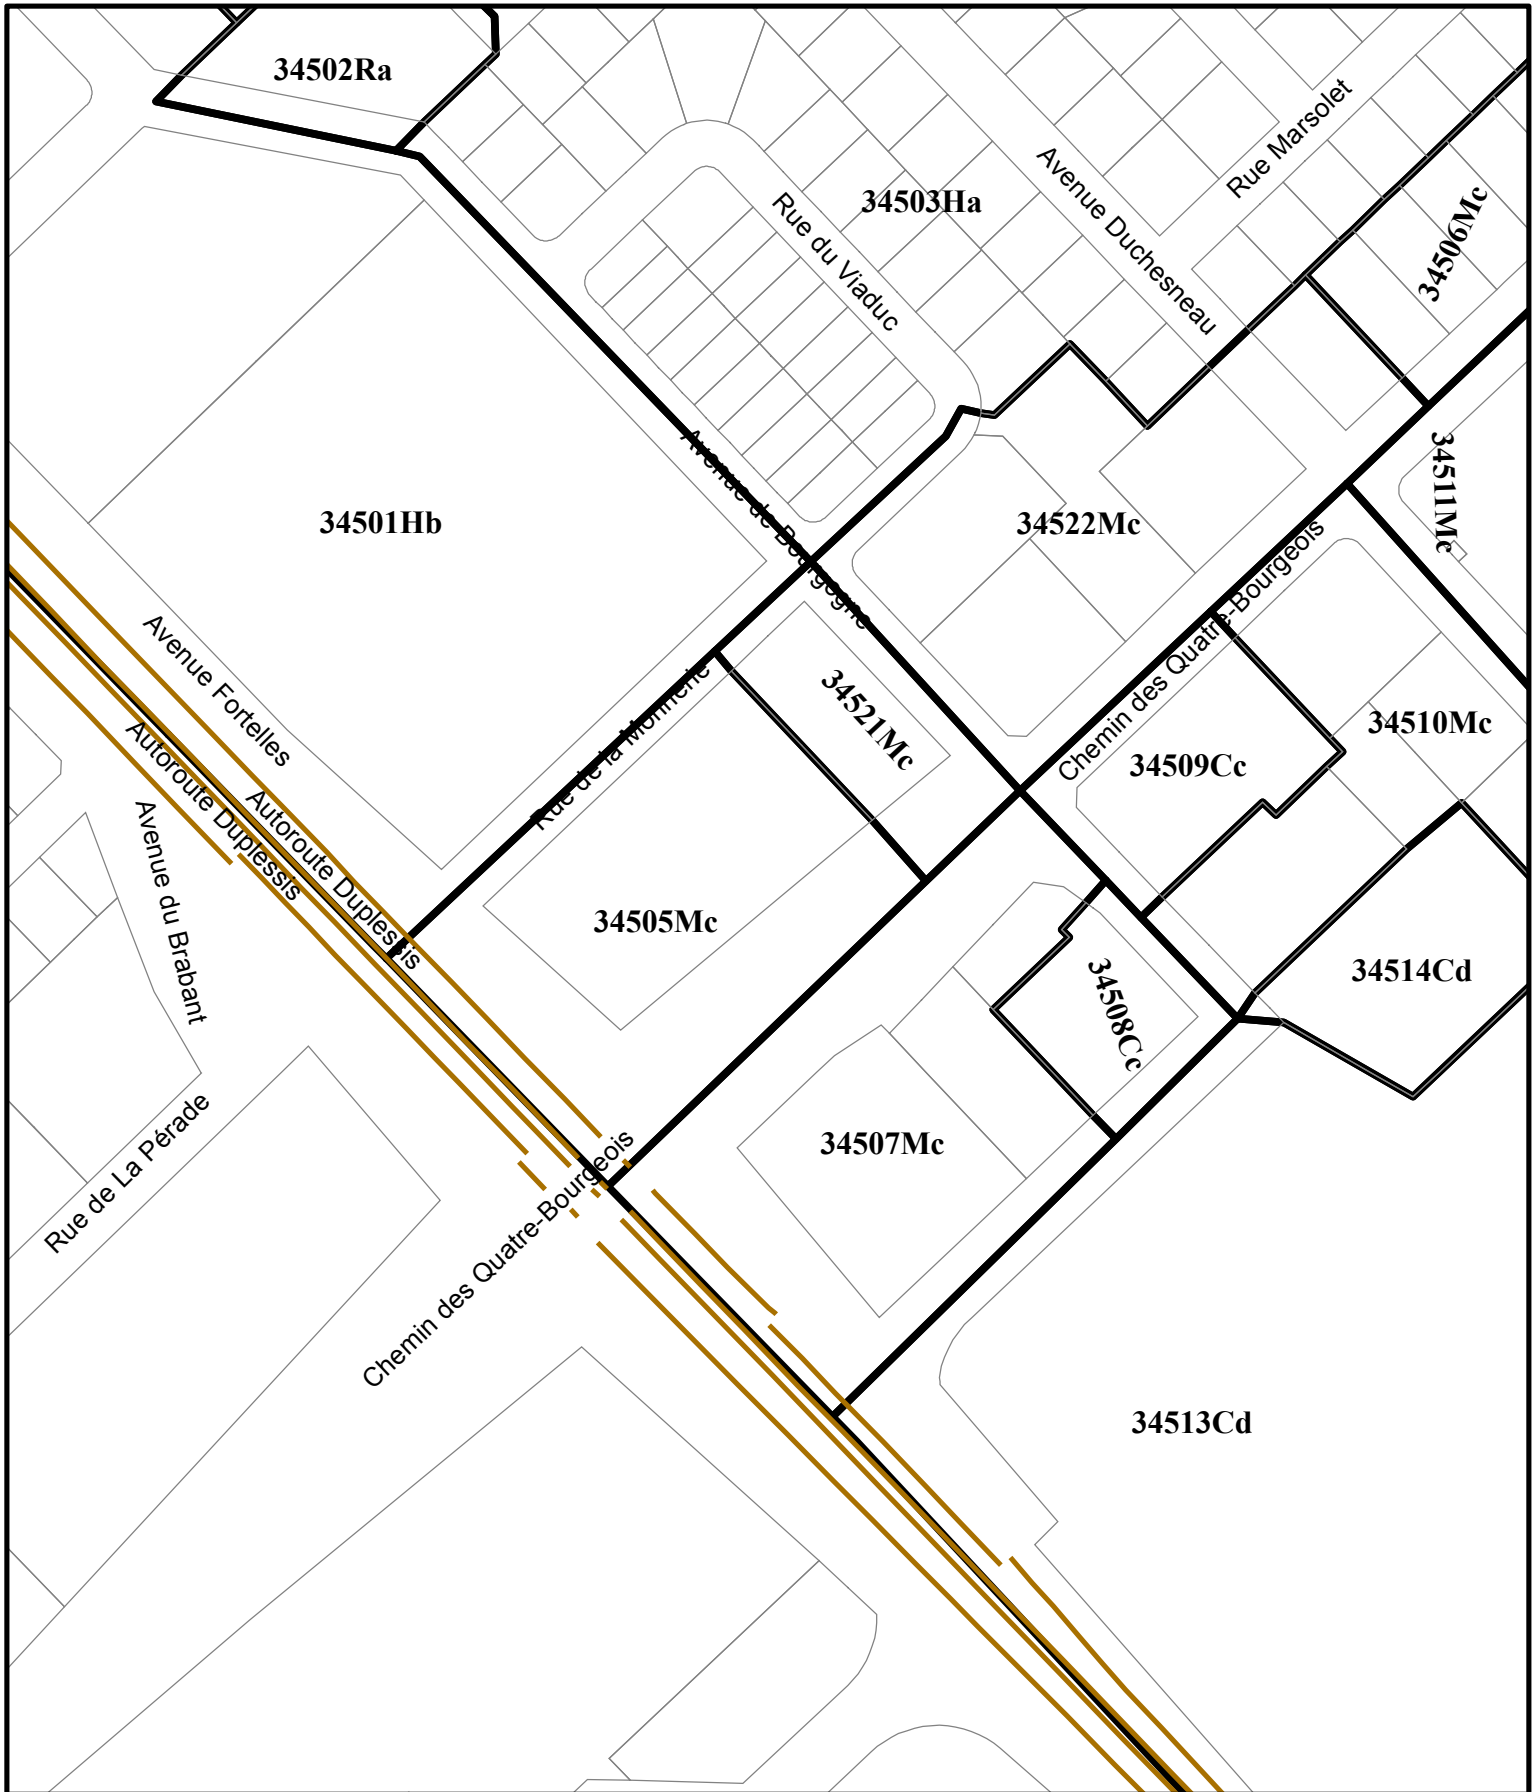 34502Ra
34503Ha
Rue Marsolet
Avenue Duchesneau
Rue du Viaduc
34506Mc
34501Hb
Avenue de Bourgogne
34522Mc
34511Mc
Chemin des Quatre-Bourgeois
Avenue Fortelles
Rue de la Monnerie
34521Mc
34509Cc
34510Mc
Autoroute Duplessis
Autoroute Duplessis
Avenue du Brabant
34505Mc
34508Cc
34514Cd
34507Mc
Rue de La Pérade
Chemin des Quatre-Bourgeois
34513Cd